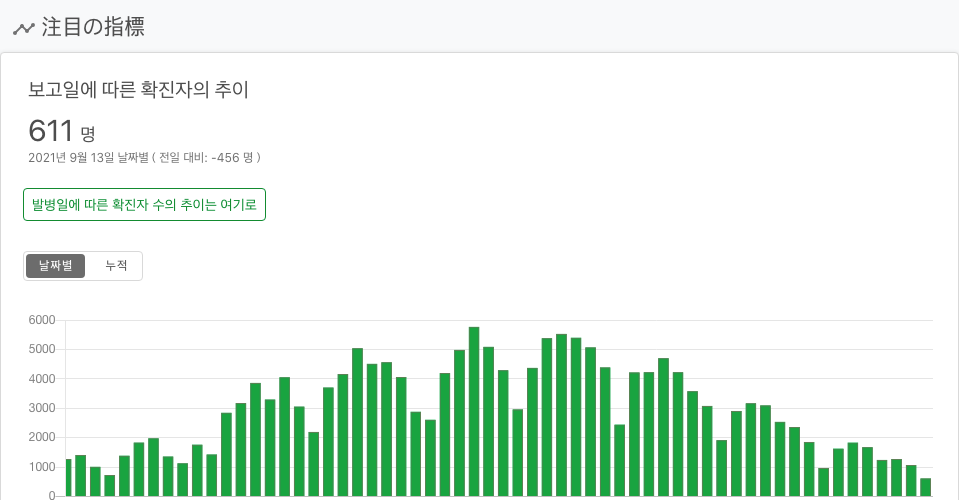 注目の指標
보고일에 따른 확진자의 추이
611 명
2021년 9월 13일 날짜별 ( 전일 대비: -456 명 )
발병일에 따른 확진자 수의 추이는 여기로
날짜별 누적
6000
5000
4000
3000
2000
1000
0